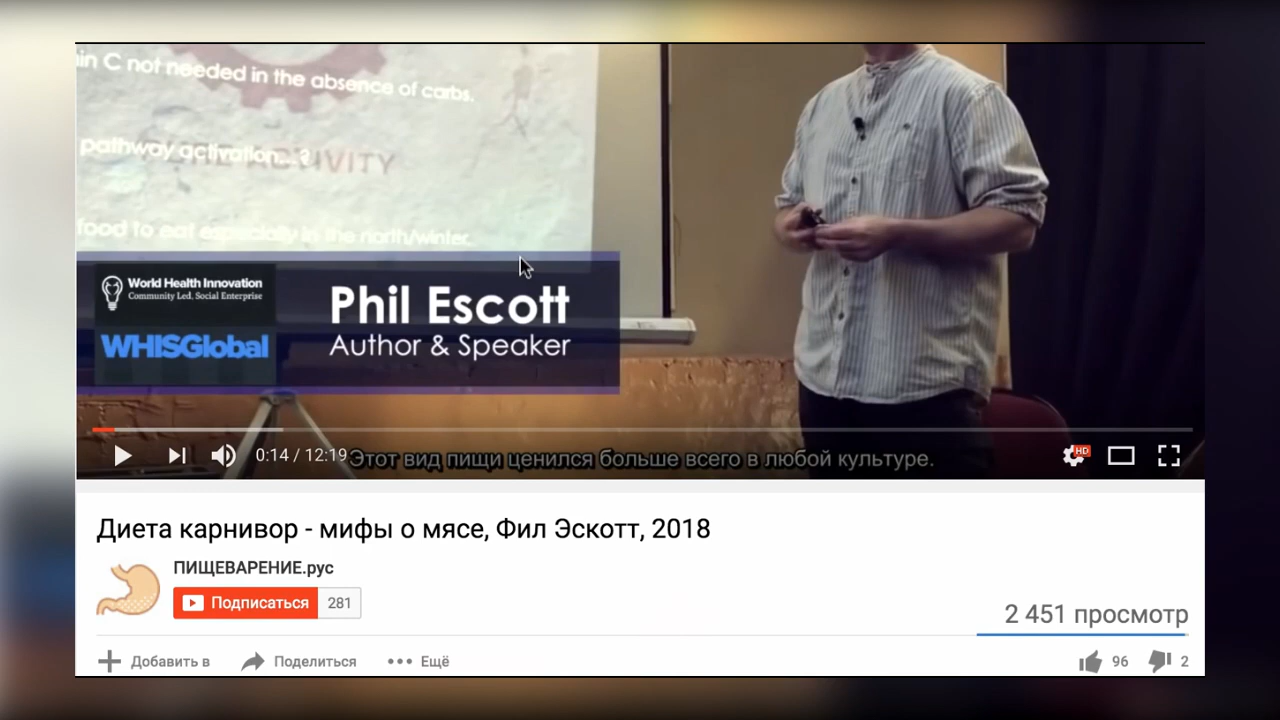 in C not needed in the absence of carbs.
pathway activation...?
IVITY
food to eat especially in the north/winter.
World Health Innovation
Community Led, Social Enterprise
WHISGlobal
Phil Escott
Author & Speaker
0:14 / 12:19
Этот вид пищи ценился больше всего в любой культуре.
HD
Диета карнивор - мифы о мясе, Фил Эскотт, 2018
ПИЩЕВАРЕНИЕ.рус
Подписаться 281
2 451 просмотр
Добавить в Поделиться Ещё
96 2